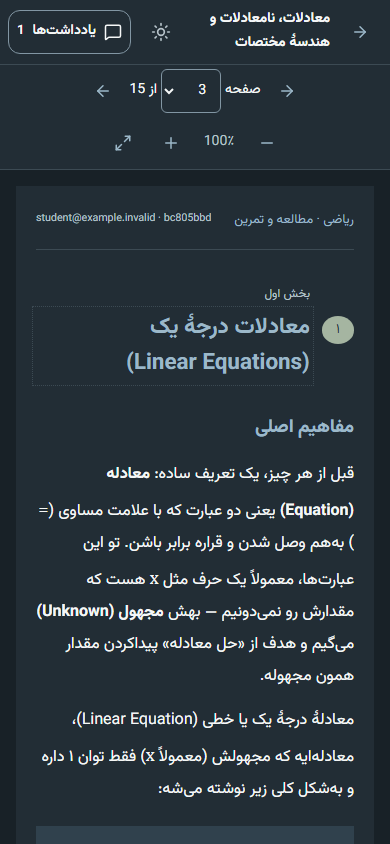 معادلات، نامعادلات و
هندسهٔ مختصات
یادداشت‌ها 1
صفحه 3 از 15
100٪
ریاضی · مطالعه و تمرین
student@example.invalid · bc805bbd
بخش اول
۱
معادلات درجهٔ یک
(Linear Equations)
مفاهیم اصلی
قبل از هر چیز، یک تعریف ساده: معادله
(Equation) یعنی دو عبارت که با علامت مساوی (=
) به‌هم وصل شدن و قراره برابر باشن. تو این
عبارت‌ها، معمولاً یک حرف مثل x هست که
مقدارش رو نمی‌دونیم — بهش مجهول (Unknown)
می‌گیم و هدف از «حل معادله» پیداکردن مقدار
همون مجهوله.
معادلهٔ درجهٔ یک یا خطی (Linear Equation)،
معادله‌ایه که مجهولش (معمولاً x) فقط توان ۱ داره
و به‌شکل کلی زیر نوشته می‌شه: